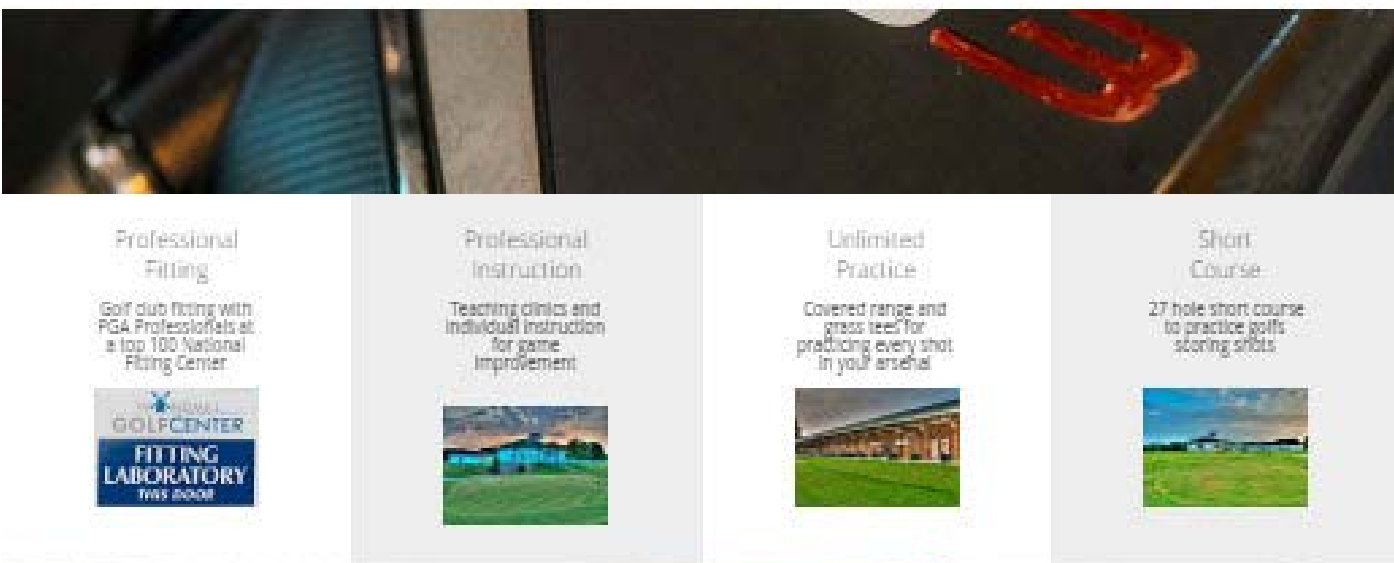 Professional
Fitting
Golf club fitting with
PGA Professionals at
a top 100 National
Fitting Center
GOLFCENTER
FITTING
LABORATORY
THIS DOOR
Professional
Instruction
Teaching clinics and
individual instruction
for game
improvement
Unlimited
Practice
Covered range and
grass tees for
practicing every shot
in your arsenal
Short
Course
27 hole short course
to practice golfs
scoring shots